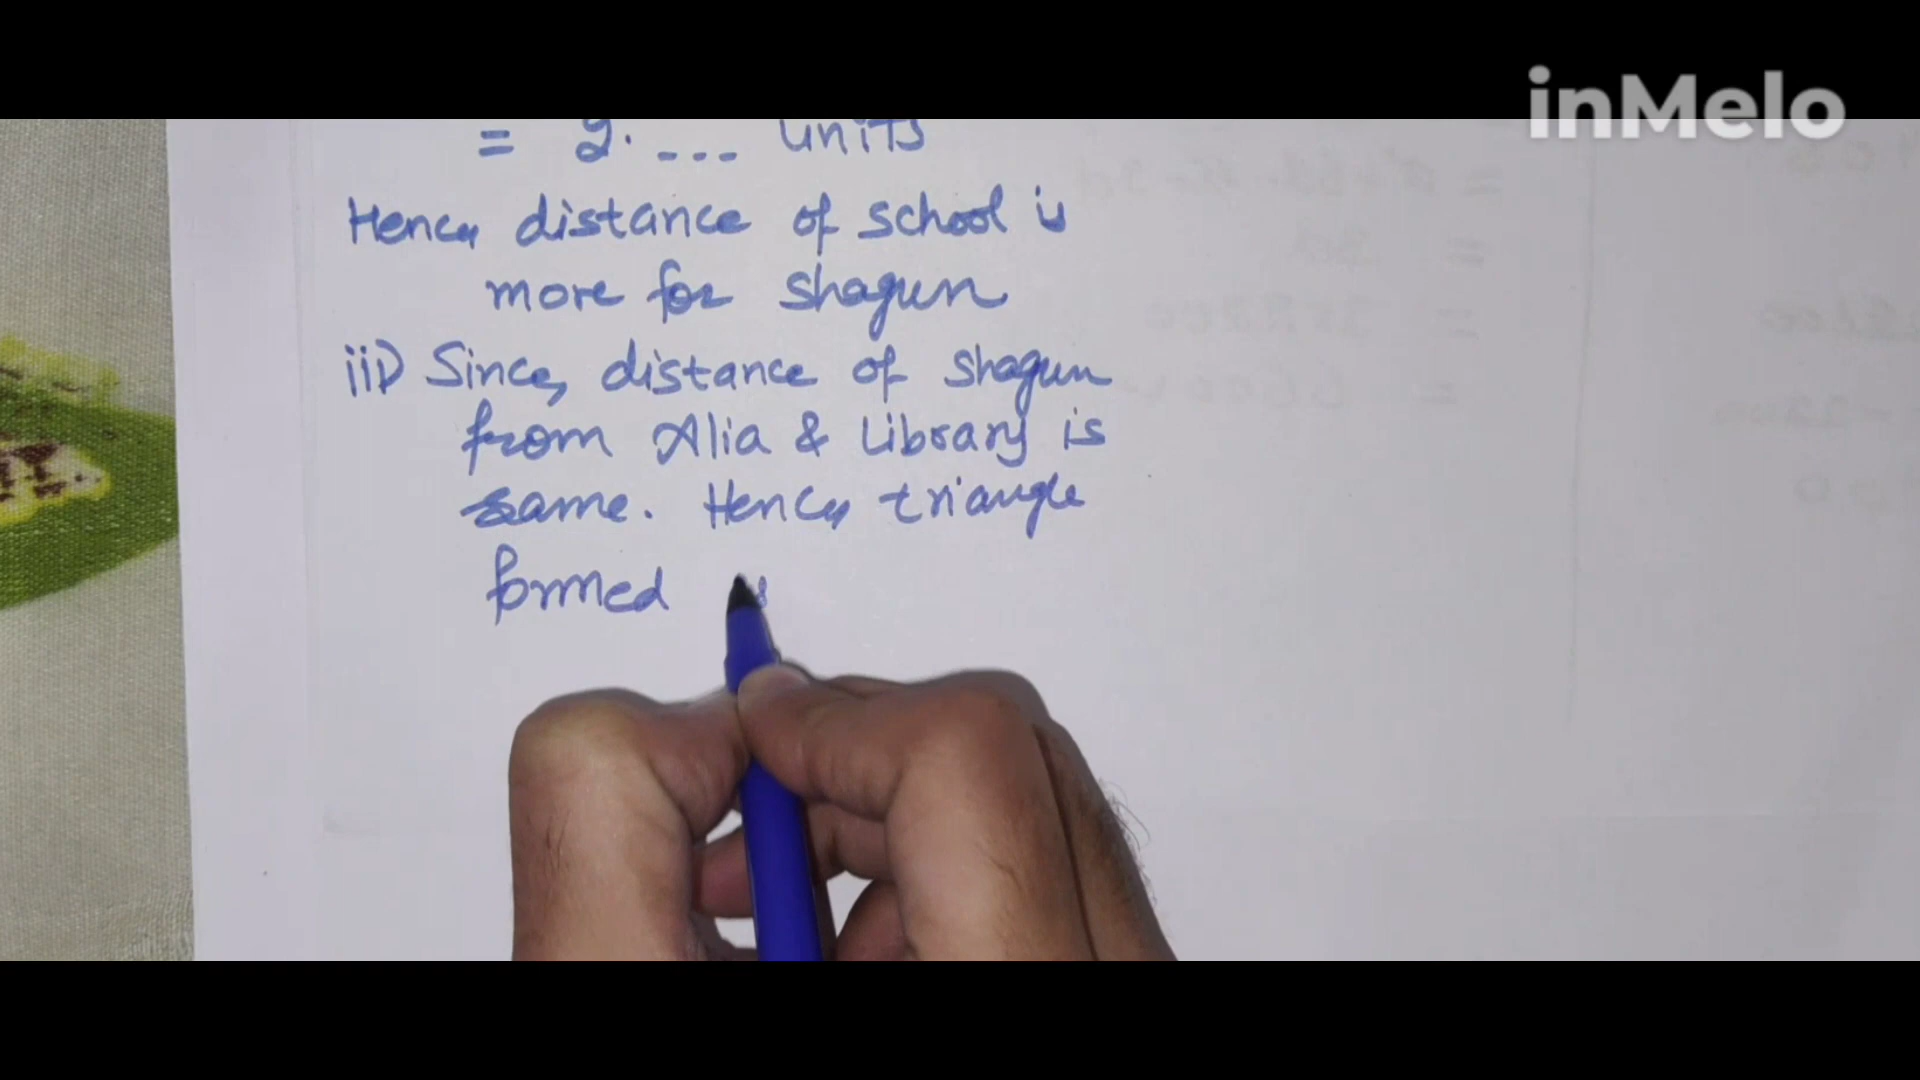 inMelo
= 2. --- units
Hence, distance of school is
more for shagun
iii) Since, distance of shagun
from Alia & Library is
same. Hence, triangle
formed